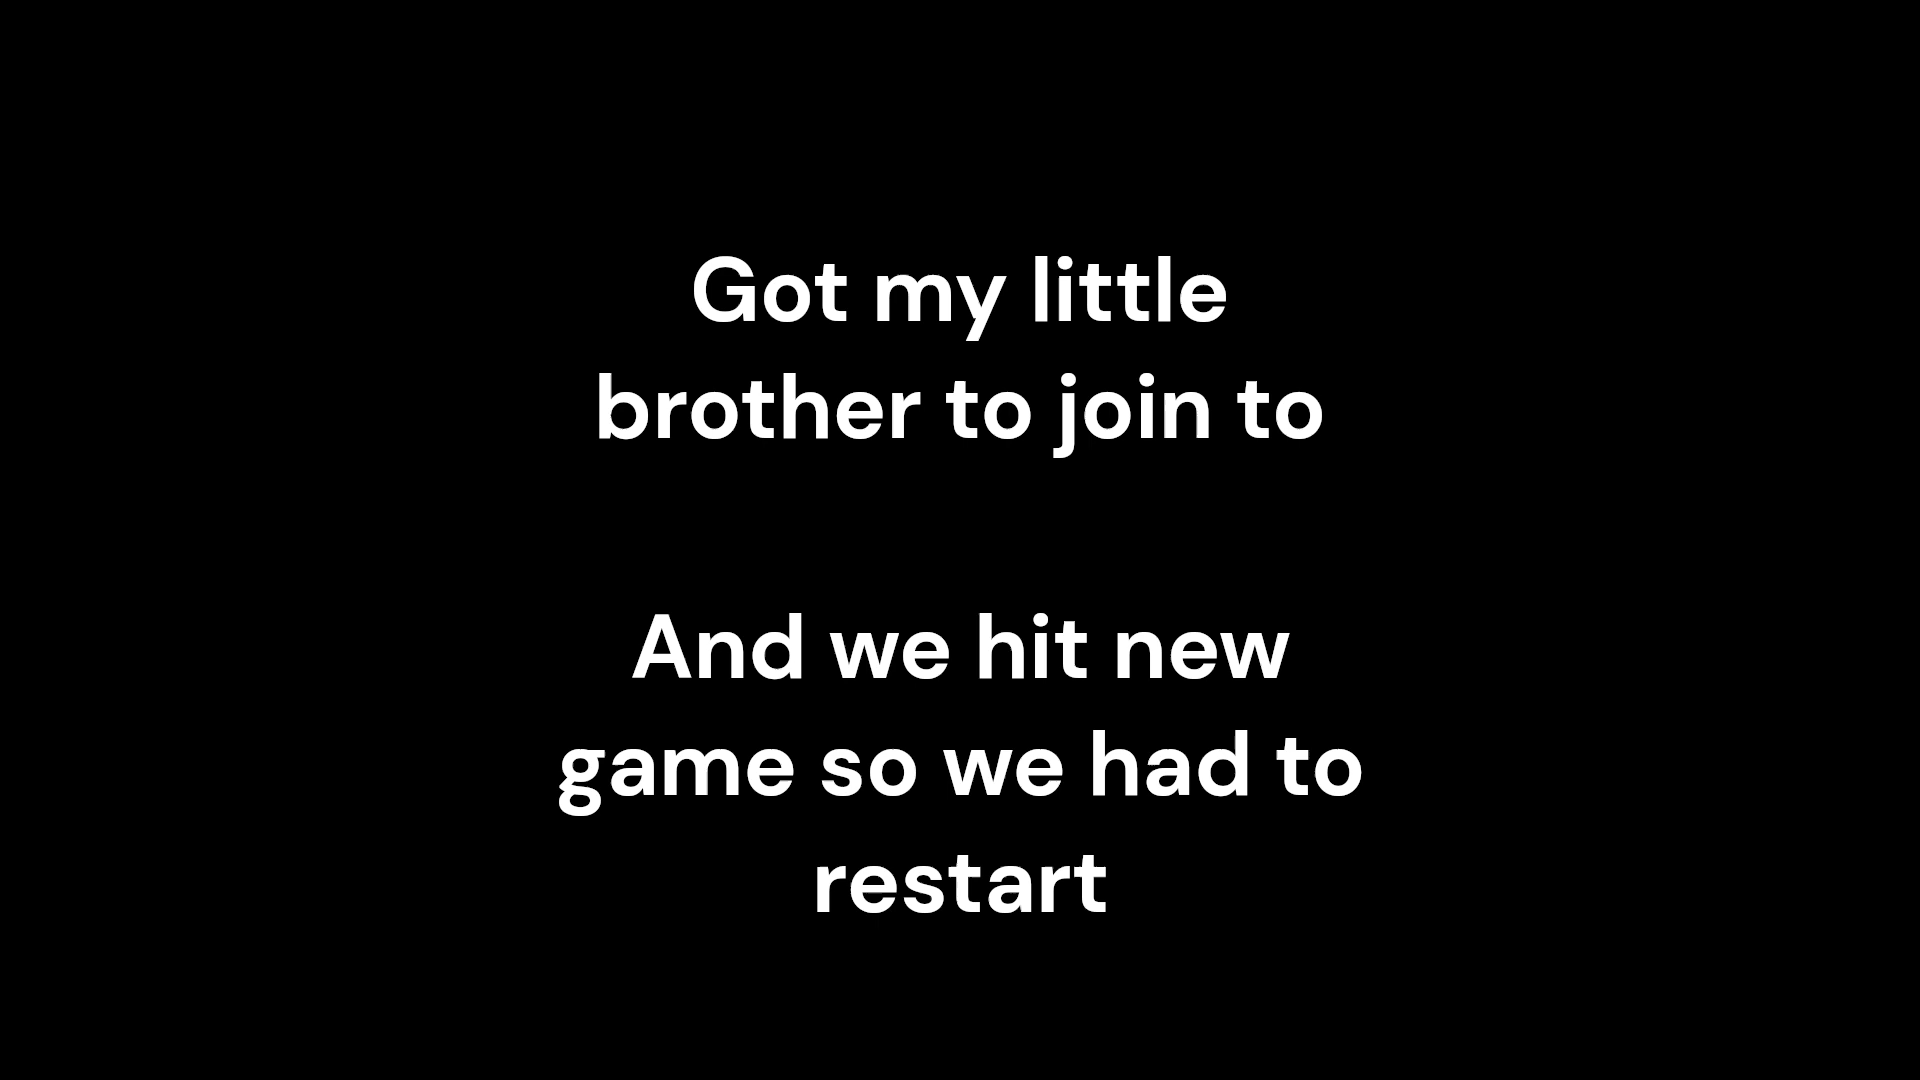 Got my little
brother to join to
And we hit new
game so we had to
restart